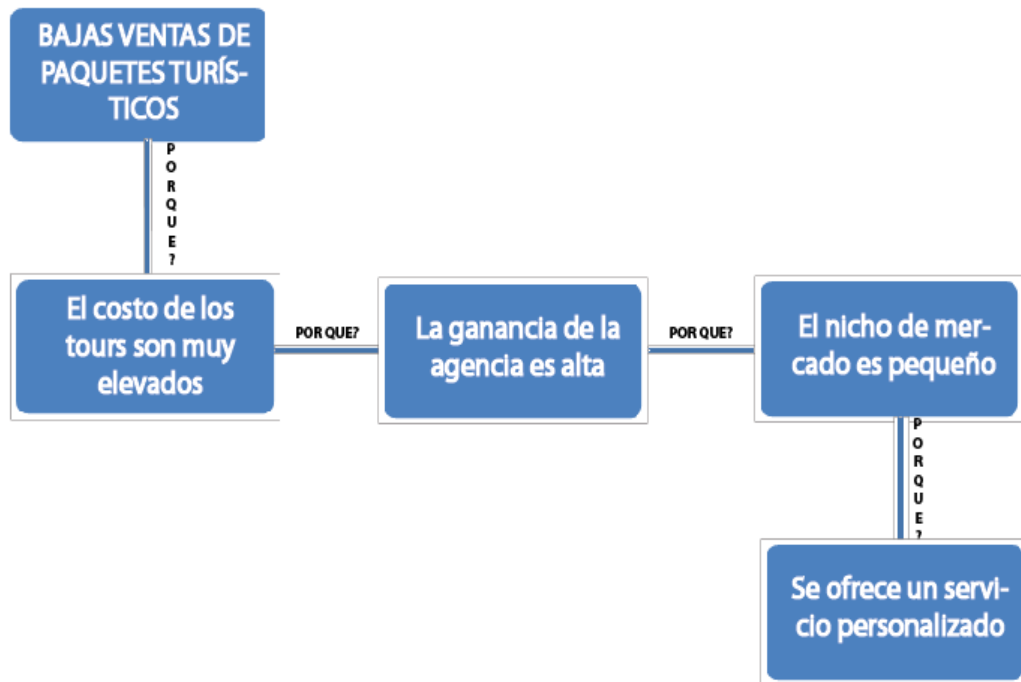 BAJAS VENTAS DE
PAQUETES TURÍS-
TICOS
PORQUE?
El costo de los
tours son muy
elevados
POR QUE?
La ganancia de la
agencia es alta
POR QUE?
El nicho de mer-
cado es pequeño
PORQUE?
Se ofrece un servi-
cio personalizado